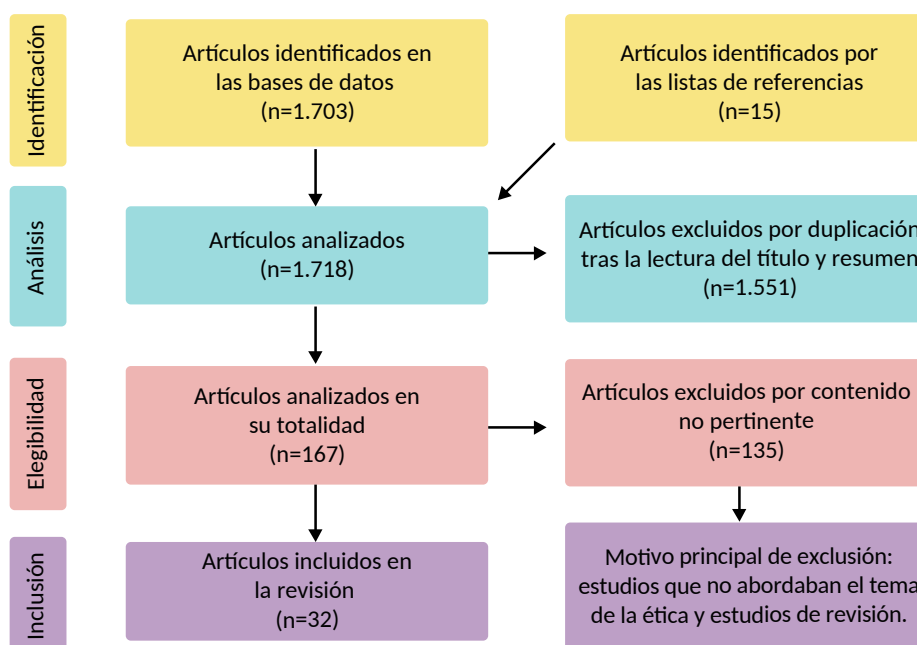 Identificación
Artículos identificados en
las bases de datos
(n=1.703)
Artículos identificados por
las listas de referencias
(n=15)
Análisis
Artículos analizados
(n=1.718)
Artículos excluidos por duplicación
tras la lectura del título y resumen
(n=1.551)
Elegibilidad
Artículos analizados en
su totalidad
(n=167)
Artículos excluidos por contenido
no pertinente
(n=135)
Inclusión
Artículos incluidos en
la revisión
(n=32)
Motivo principal de exclusión:
estudios que no abordaban el tema
de la ética y estudios de revisión.